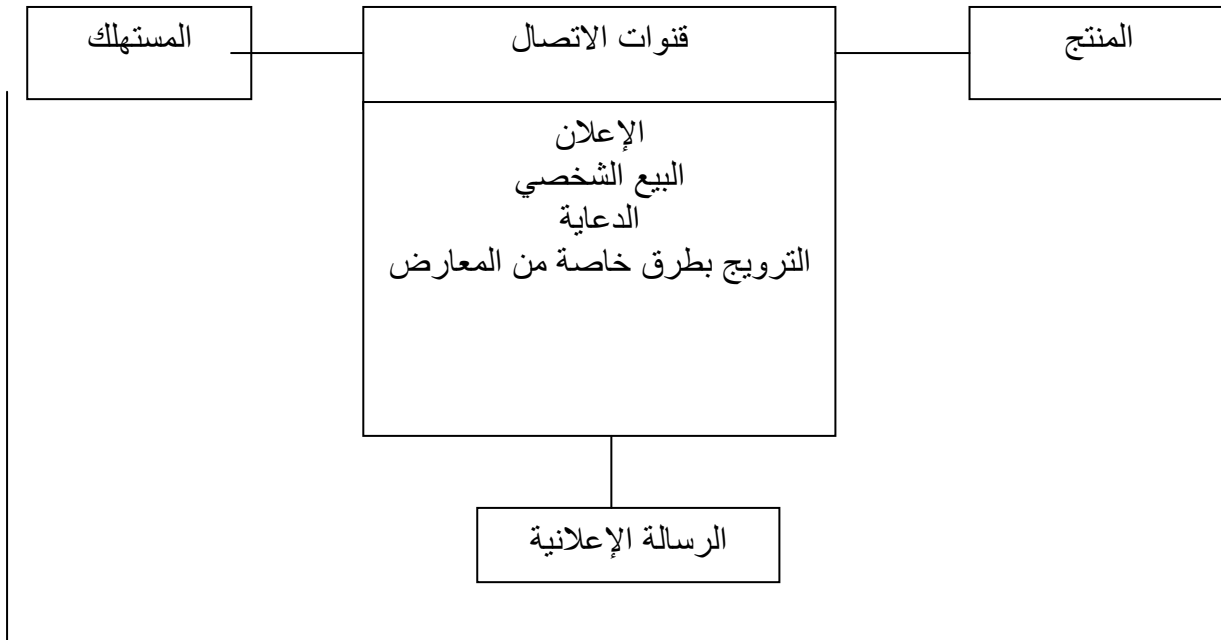 المنتج
قنوات الاتصال
المستهلك
الإعلان
البيع الشخصي
الدعاية
الترويج بطرق خاصة من المعارض
الرسالة الإعلانية